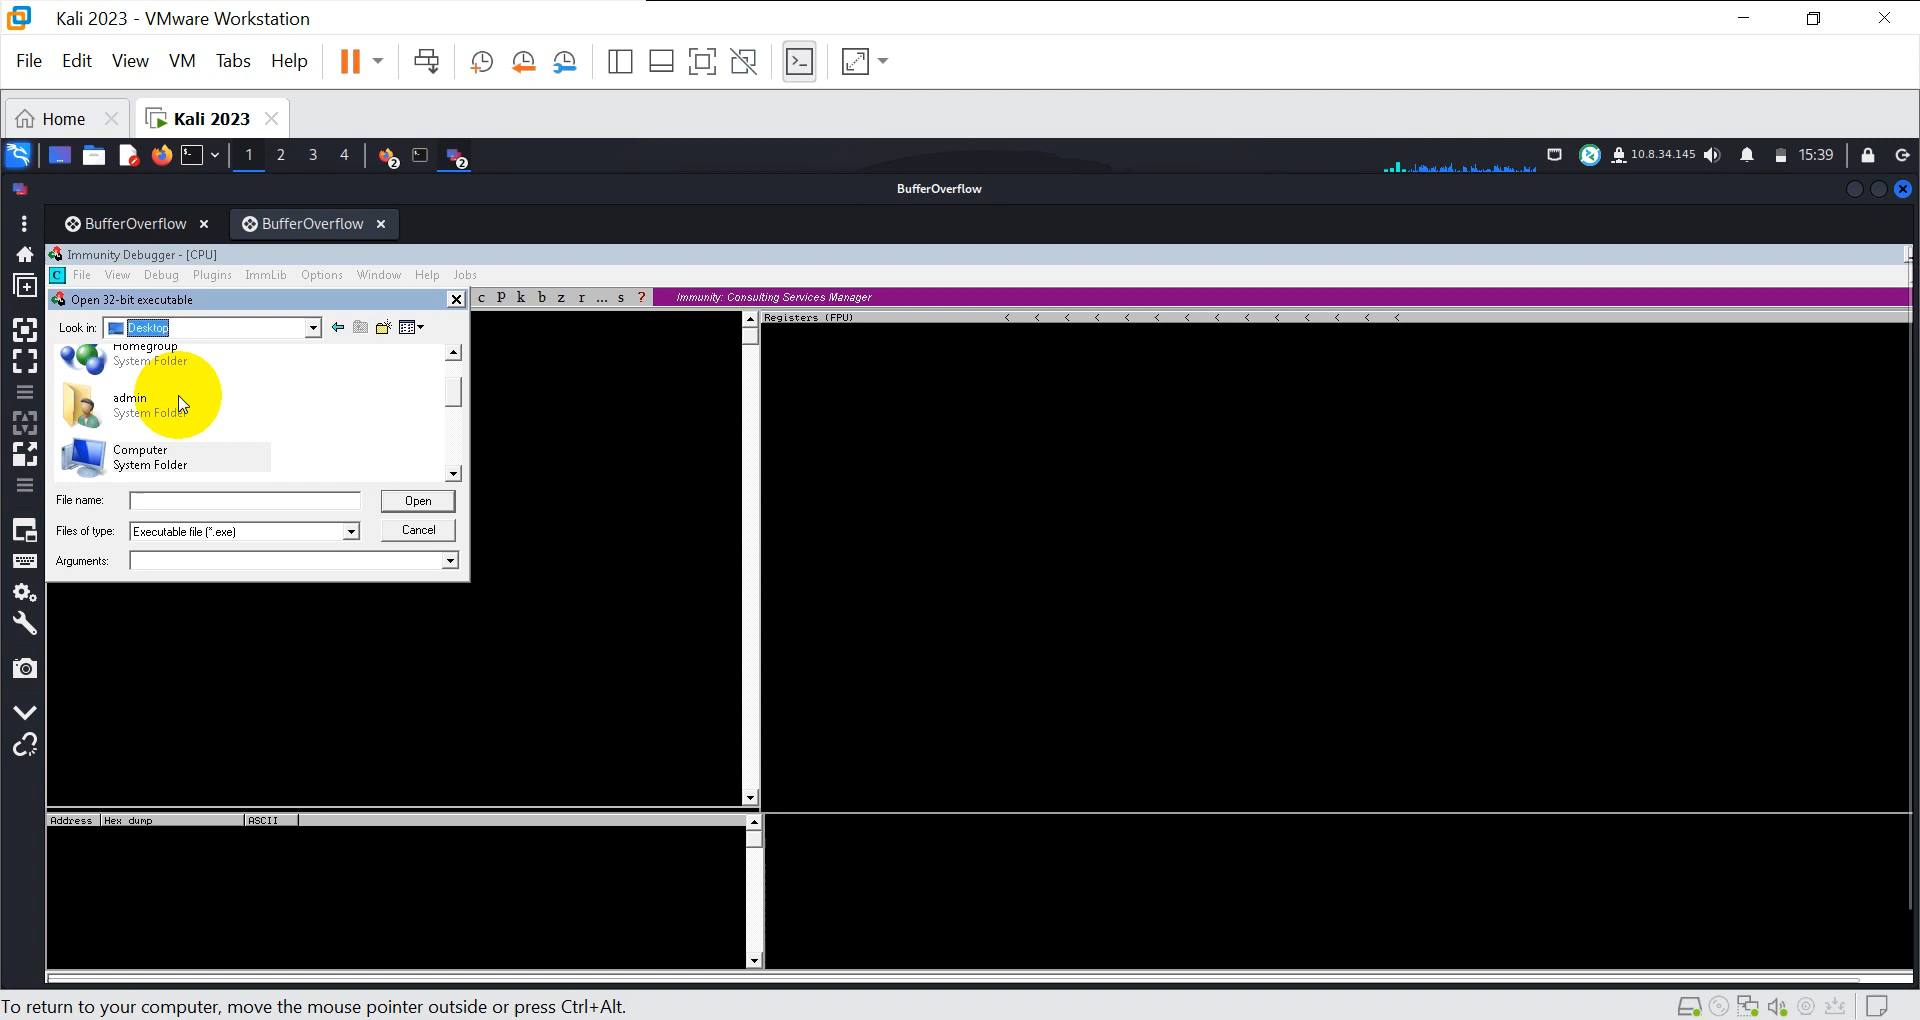 Kali 2023 - VMware Workstation
File Edit View VM Tabs Help
Home Kali 2023
1 2 3 4 2 2 10.8.34.145 15:39
BufferOverflow
BufferOverflow BufferOverflow
Immunity Debugger - [CPU]
C File View Debug Plugins ImmLib Options Window Help Jobs
Open 32-bit executable
c p k b z r ... s ? Immunity: Consulting Services Manager
Look in: Desktop
Registers (FPU) < < < < < < < < < < < < < <
Homegroup
System Folder
admin
System Folder
Computer
System Folder
File name: Open
Files of type: Executable file (*.exe) Cancel
Arguments:
Address Hex dump ASCII
To return to your computer, move the mouse pointer outside or press Ctrl+Alt.